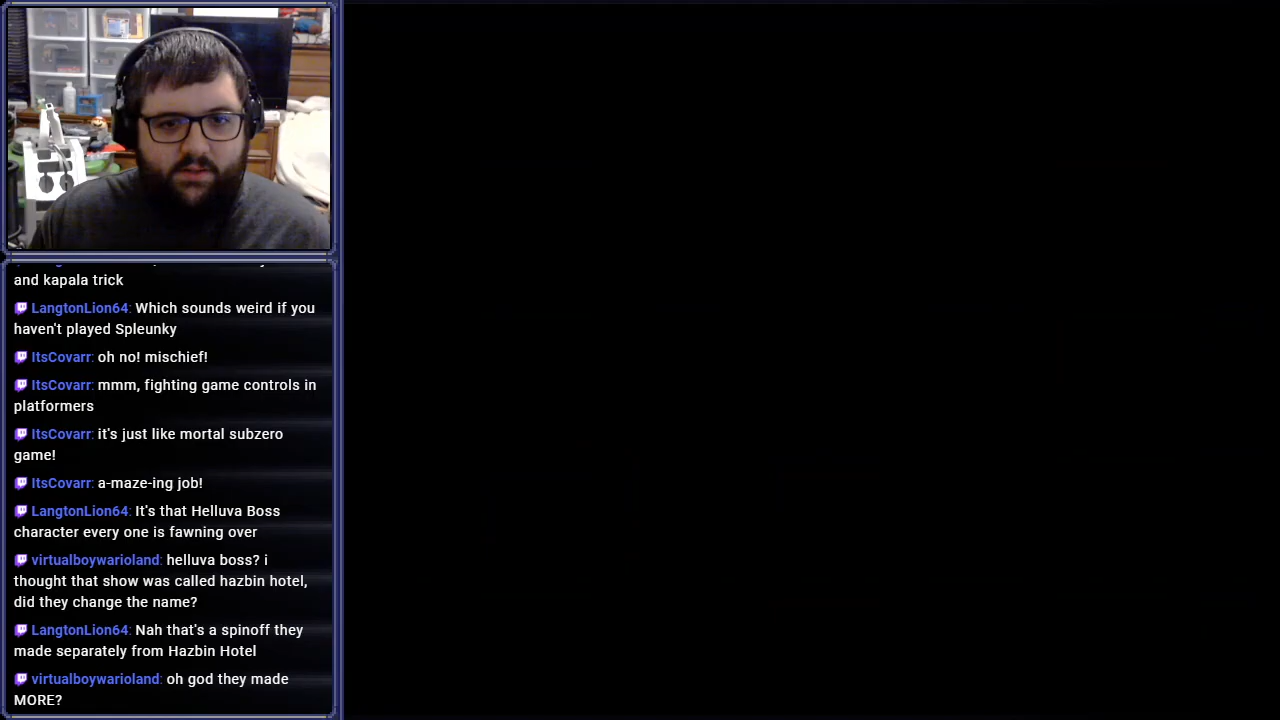 and kapala trick
LangtonLion64: Which sounds weird if you
haven't played Spleunky
ItsCovarr: oh no! mischief!
ItsCovarr: mmm, fighting game controls in
platformers
ItsCovarr: it's just like mortal subzero
game!
ItsCovarr: a-maze-ing job!
LangtonLion64: It's that Helluva Boss
character every one is fawning over
virtualboywarioland: helluva boss? i
thought that show was called hazbin hotel,
did they change the name?
LangtonLion64: Nah that's a spinoff they
made separately from Hazbin Hotel
virtualboywarioland: oh god they made
MORE?